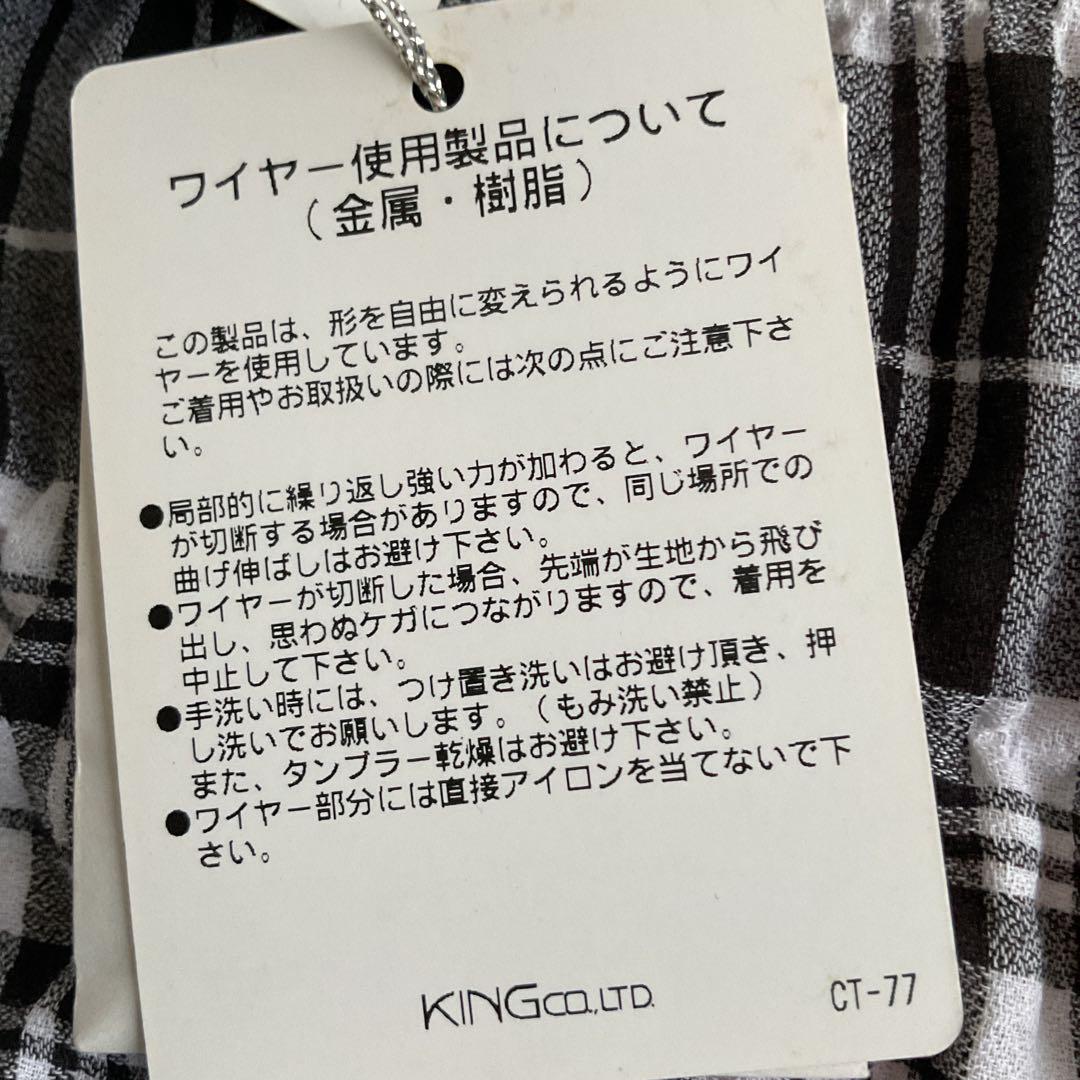 ワイヤー使用製品について
(金属・樹脂)
この製品は、形を自由に変えられるようにワイ
ヤーを使用しています。
ご着用やお取扱いの際には次の点にご注意下さ
い。
●局部的に繰り返し強い力が加わると、ワイヤー
が切断する場合がありますので、同じ場所での
曲げ伸ばしはお避け下さい。
●ワイヤーが切断した場合、先端が生地から飛び
出し、思わぬケガにつながりますので、着用を
中止して下さい。
●手洗い時には、つけ置き洗いはお避け頂き、押
し洗いでお願いします。(もみ洗い禁止)
また、タンブラー乾燥はお避け下さい。
●ワイヤー部分には直接アイロンを当てないで下
さい。
KING CO.,LTD.
CT-77